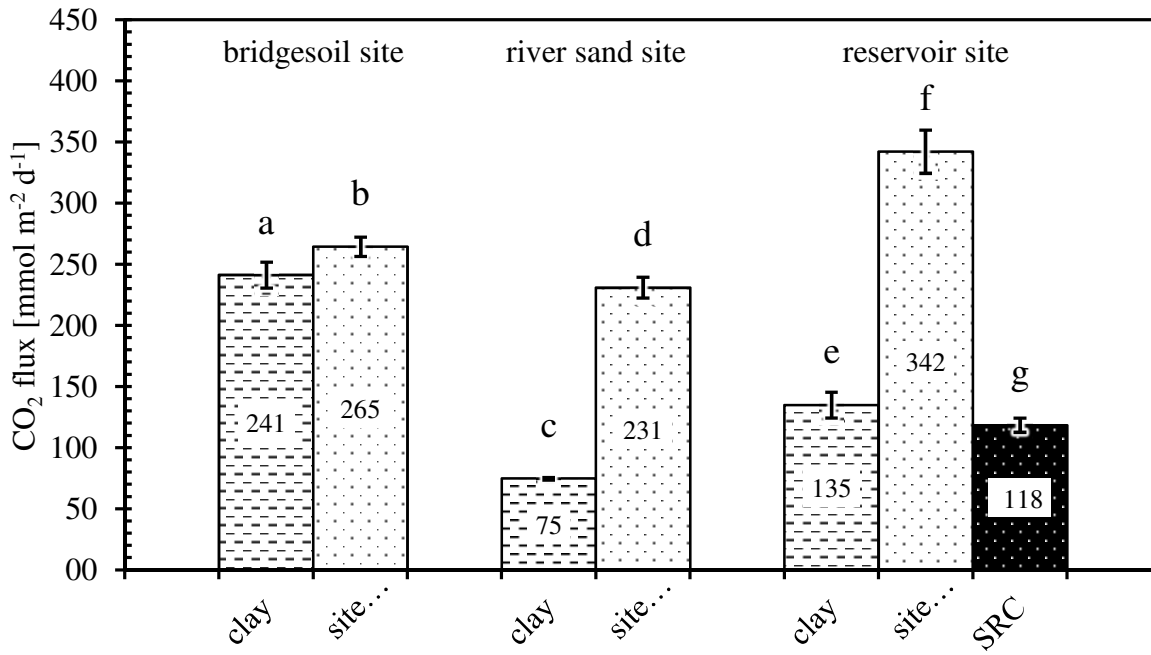 CO2 flux [mmol m-2 d-1]
450
400
350
300
250
200
150
100
50
00
bridgesoil site
river sand site
reservoir site
a
b
c
d
e
f
g
241
265
75
231
135
342
118
clay
site…
clay
site…
clay
site…
SRC